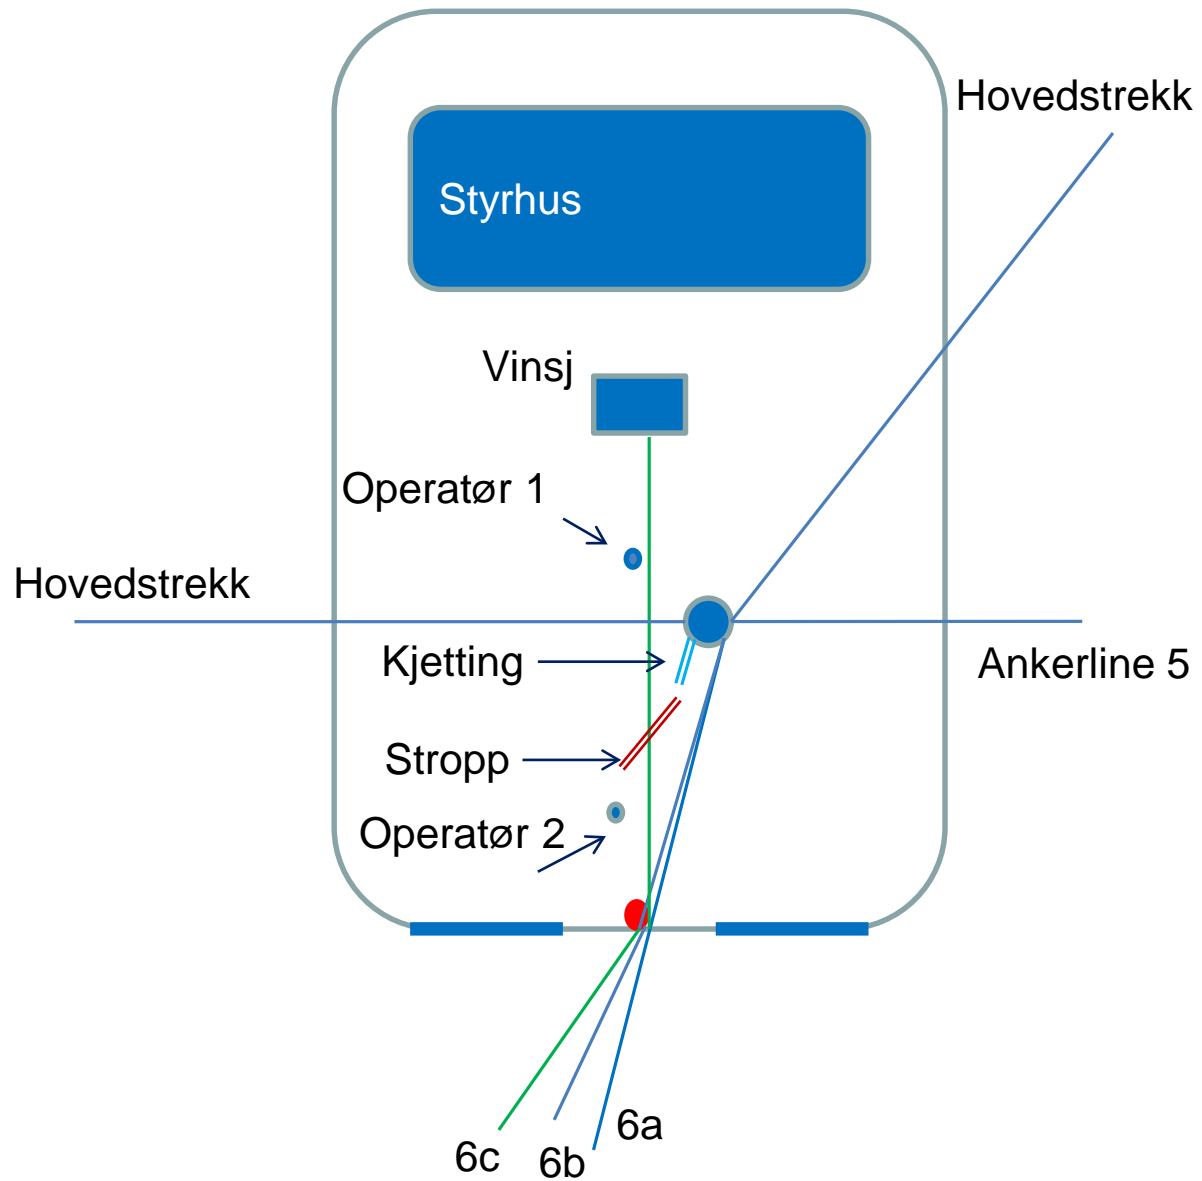 Hovedstrekk
Styrhus
Vinsj
Operatør 1
Hovedstrekk
Kjetting
Ankerline 5
Stropp
Operatør 2
6a
6c
6b